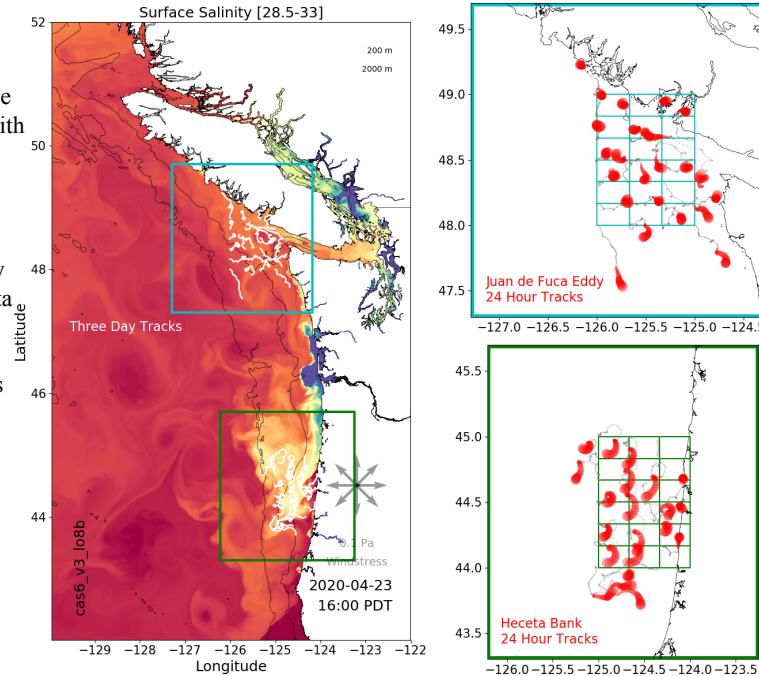 e
ith
y
ta
s
Surface Salinity [28.5-33]
200 m
2000 m
52
50
48
46
44
Latitude
Three Day Tracks
cas6_v3_lo8b
0.1 Pa
Windstress
2020-04-23
16:00 PDT
−129 −128 −127 −126 −125 −124 −123 −122
Longitude
49.5
49.0
48.5
48.0
47.5
Juan de Fuca Eddy
24 Hour Tracks
−127.0 −126.5 −126.0 −125.5 −125.0 −124.5
45.5
45.0
44.5
44.0
43.5
Heceta Bank
24 Hour Tracks
−126.0 −125.5 −125.0 −124.5 −124.0 −123.5